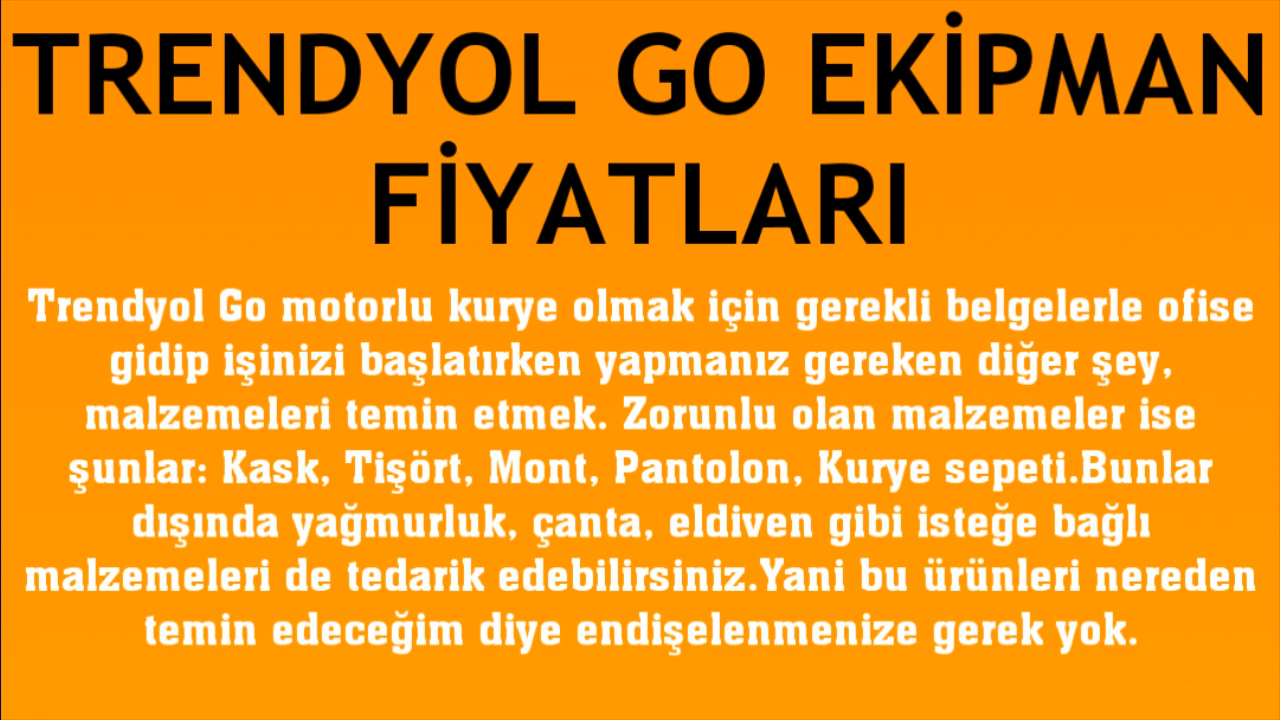 TRENDYOL GO EKİPMAN
FİYATLARI
Trendyol Go motorlu kurye olmak için gerekli belgelerle ofise
gidip işinizi başlatırken yapmanız gereken diğer şey,
malzemeleri temin etmek. Zorunlu olan malzemeler ise
şunlar: Kask, Tişört, Mont, Pantolon, Kurye sepeti.Bunlar
dışında yağmurluk, çanta, eldiven gibi isteğe bağlı
malzemeleri de tedarik edebilirsiniz.Yani bu ürünleri nereden
temin edeceğim diye endişelenmenize gerek yok.